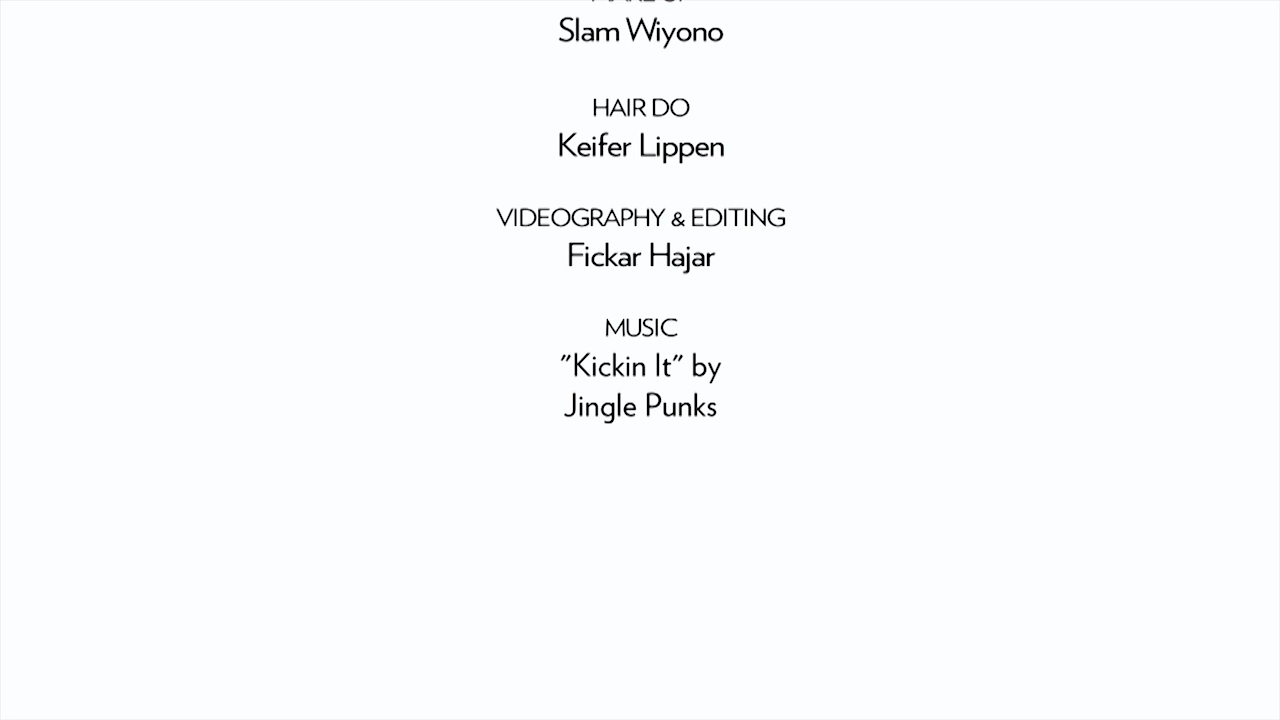 Slam Wiyono
HAIR DO
Keifer Lippen
VIDEOGRAPHY & EDITING
Fickar Hajar
MUSIC
"Kickin It" by
Jingle Punks